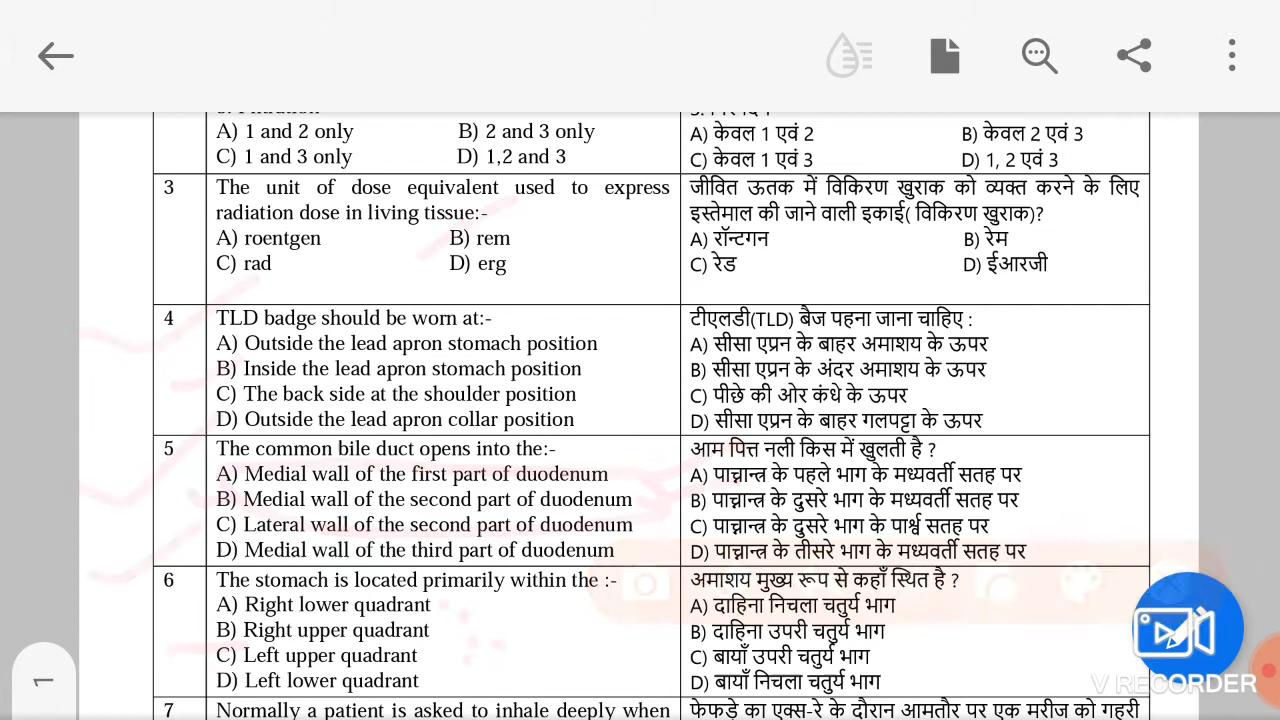 A) 1 and 2 only B) 2 and 3 only
C) 1 and 3 only D) 1,2 and 3
A) केवल 1 एवं 2 B) केवल 2 एवं 3
C) केवल 1 एवं 3 D) 1, 2 एवं 3
3 The unit of dose equivalent used to express
radiation dose in living tissue:-
A) roentgen B) rem
C) rad D) erg
जीवित ऊतक में विकिरण खुराक को व्यक्त करने के लिए
इस्तेमाल की जाने वाली इकाई( विकिरण खुराक)?
A) रॉन्टगन B) रेम
C) रेड D) ईआरजी
4 TLD badge should be worn at:-
A) Outside the lead apron stomach position
B) Inside the lead apron stomach position
C) The back side at the shoulder position
D) Outside the lead apron collar position
टीएलडी(TLD) बैज पहना जाना चाहिए :
A) सीसा एप्रन के बाहर अमाशय के ऊपर
B) सीसा एप्रन के अंदर अमाशय के ऊपर
C) पीछे की ओर कंधे के ऊपर
D) सीसा एप्रन के बाहर गलपट्टा के ऊपर
5 The common bile duct opens into the:-
A) Medial wall of the first part of duodenum
B) Medial wall of the second part of duodenum
C) Lateral wall of the second part of duodenum
D) Medial wall of the third part of duodenum
आम पित्त नली किस में खुलती है ?
A) पाच्नान्त्र के पहले भाग के मध्यवर्ती सतह पर
B) पाच्नान्त्र के दुसरे भाग के मध्यवर्ती सतह पर
C) पाच्नान्त्र के दुसरे भाग के पार्श्व सतह पर
D) पाच्नान्त्र के तीसरे भाग के मध्यवर्ती सतह पर
6 The stomach is located primarily within the :-
A) Right lower quadrant
B) Right upper quadrant
C) Left upper quadrant
D) Left lower quadrant
अमाशय मुख्य रूप से कहाँ स्थित है ?
A) दाहिना निचला चतुर्य भाग
B) दाहिना उपरी चतुर्य भाग
C) बायाँ उपरी चतुर्य भाग
D) बायाँ निचला चतुर्य भाग
7 Normally a patient is asked to inhale deeply when
फेफड़े का एक्स-रे के दौरान आमतौर पर एक मरीज को गहरी
1
V RECORDER